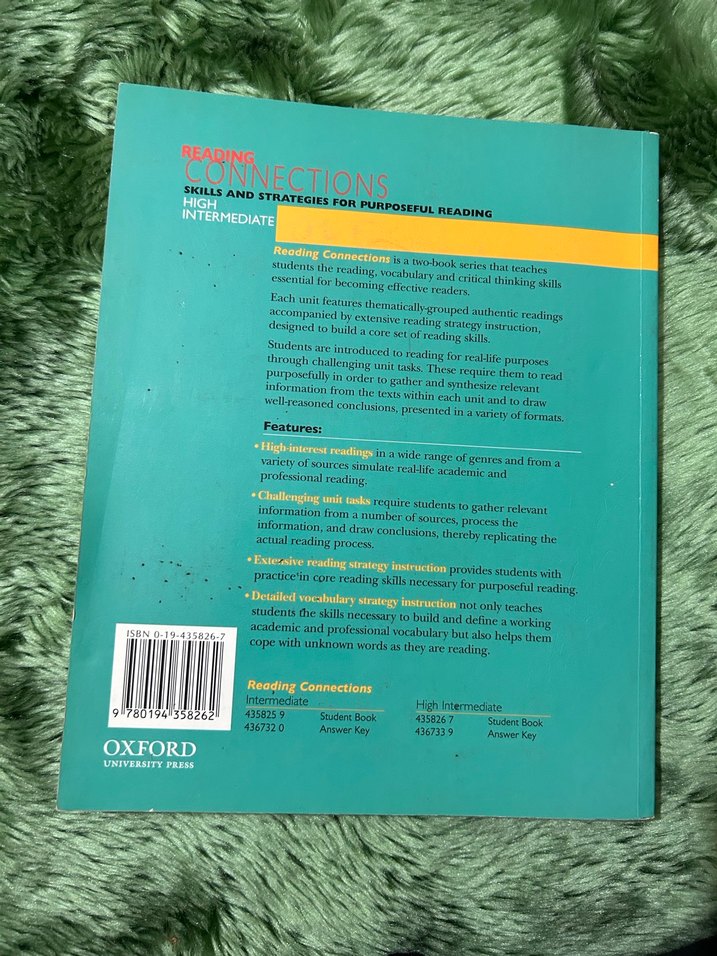 READING
CONNECTIONS
SKILLS AND STRATEGIES FOR PURPOSEFUL READING
HIGH
INTERMEDIATE
Reading Connections is a two-book series that teaches
students the reading, vocabulary and critical thinking skills
essential for becoming effective readers.
Each unit features thematically-grouped authentic readings
accompanied by extensive reading strategy instruction,
designed to build a core set of reading skills.
Students are introduced to reading for real-life purposes
through challenging unit tasks. These require them to read
purposefully in order to gather and synthesize relevant
information from the texts within each unit and to draw
well-reasoned conclusions, presented in a variety of formats.
Features:
• High-interest readings in a wide range of genres and from a
variety of sources simulate real-life academic and
professional reading.
• Challenging unit tasks require students to gather relevant
information from a number of sources, process the
information, and draw conclusions, thereby replicating the
actual reading process.
• Extensive reading strategy instruction provides students with
practice in core reading skills necessary for purposeful reading.
• Detailed vocabulary strategy instruction not only teaches
students the skills necessary to build and define a working
academic and professional vocabulary but also helps them
cope with unknown words as they are reading.
ISBN 0-19-435826-7
9 780194 358262
OXFORD
UNIVERSITY PRESS
Reading Connections
Intermediate
435825 9 Student Book
436732 0 Answer Key
High Intermediate
435826 7 Student Book
436733 9 Answer Key